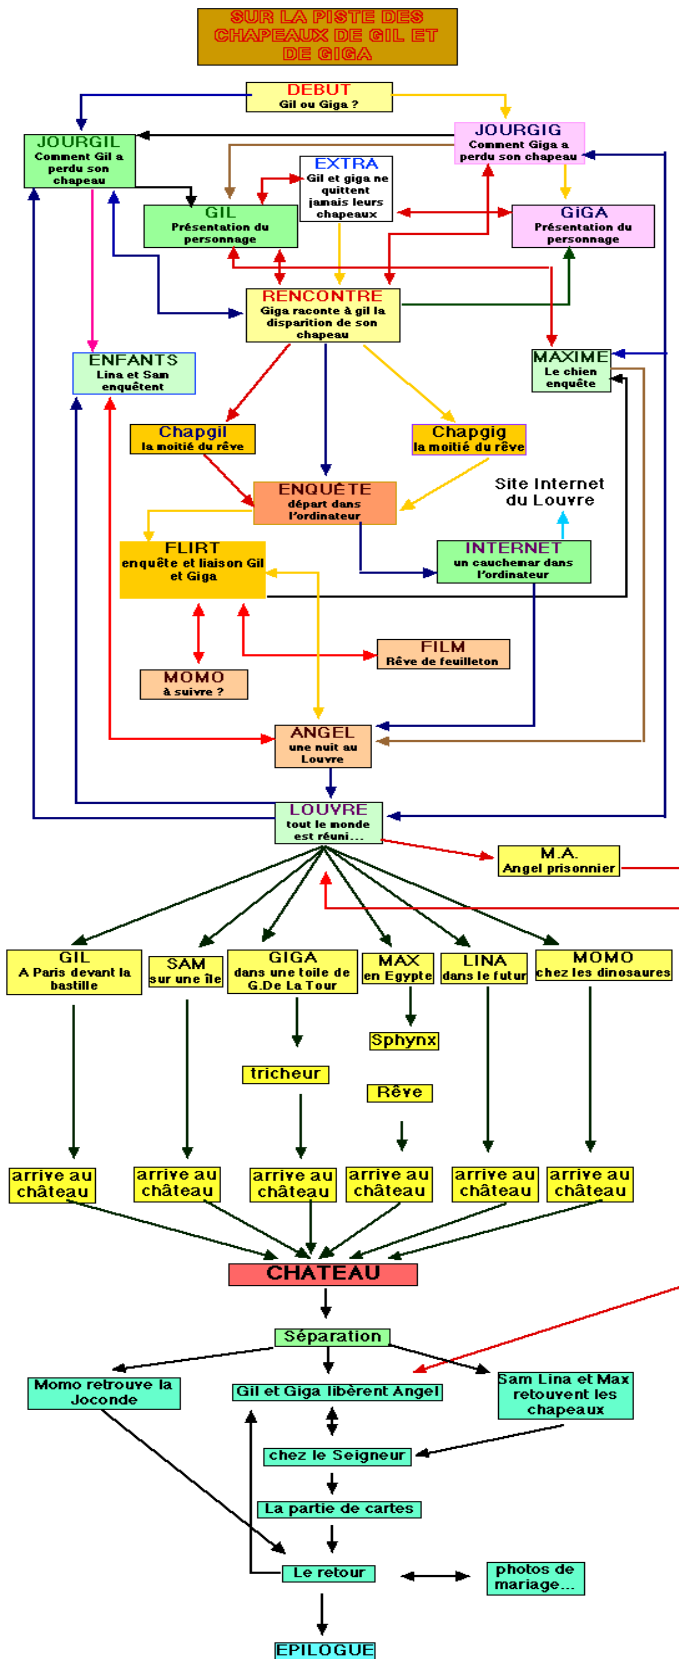 SUR LA PISTE DES
CHAPEAUX DE GIL ET
DE GIGA
DEBUT
Gil ou Giga ?
JOURGIL
Comment Gil a
perdu son
chapeau
JOURGIG
Comment Giga a
perdu son chapeau
EXTRA
Gil et giga ne
quittent
jamais leurs
chapeaux
GIL
Présentation du
personnage
GiGA
Présentation du
personnage
RENCONTRE
Giga raconte à gil la
disparition de son
chapeau
ENFANTS
Lina et Sam
enquêtent
MAXIME
Le chien
enquête
Chapgil
la moitié du rêve
Chapgig
la moitié du rêve
ENQUÊTE
départ dans
l'ordinateur
Site Internet
du Louvre
FLIRT
enquête et liaison Gil
et Giga
INTERNET
un cauchemar dans
l'ordinateur
MOMO
à suivre ?
FILM
Rêve de feuilleton
ANGEL
une nuit au
Louvre
LOUVRE
tout le monde
est réuni...
M.A.
Angel prisonnier
GIL
A Paris devant la
bastille
SAM
sur une île
GIGA
dans une toile de
G.De La Tour
MAX
en Egypte
LINA
dans le futur
MOMO
chez les dinosaures
Sphynx
tricheur
Rêve
arrive au
château
arrive au
château
arrive au
château
arrive au
château
arrive au
château
arrive au
château
CHATEAU
Séparation
Momo retrouve la
Joconde
Gil et Giga libèrent Angel
Sam Lina et Max
retouvent les
chapeaux
chez le Seigneur
La partie de cartes
Le retour
photos de
mariage...
EPILOGUE